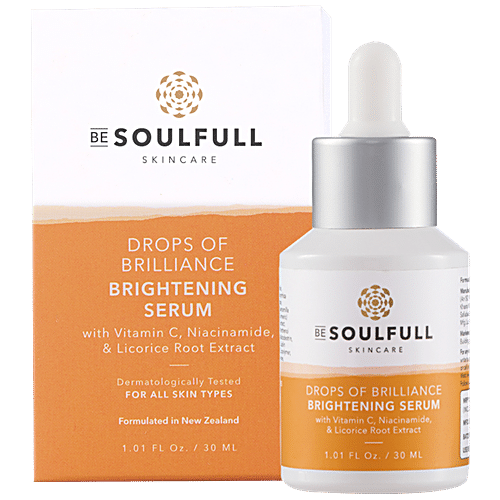 BE SOULFULL
SKINCARE
DROPS OF
BRILLIANCE
BRIGHTENING
SERUM
with Vitamin C, Niacinamide,
& Licorice Root Extract
Dermatologically Tested
FOR ALL SKIN TYPES
Formulated in New Zealand
1.01 FL Oz. / 30 ML
BE SOULFULL
SKINCARE
DROPS OF BRILLIANCE
BRIGHTENING SERUM
with Vitamin C, Niacinamide,
& Licorice Root Extract
1.01 FL Oz. / 30 ML